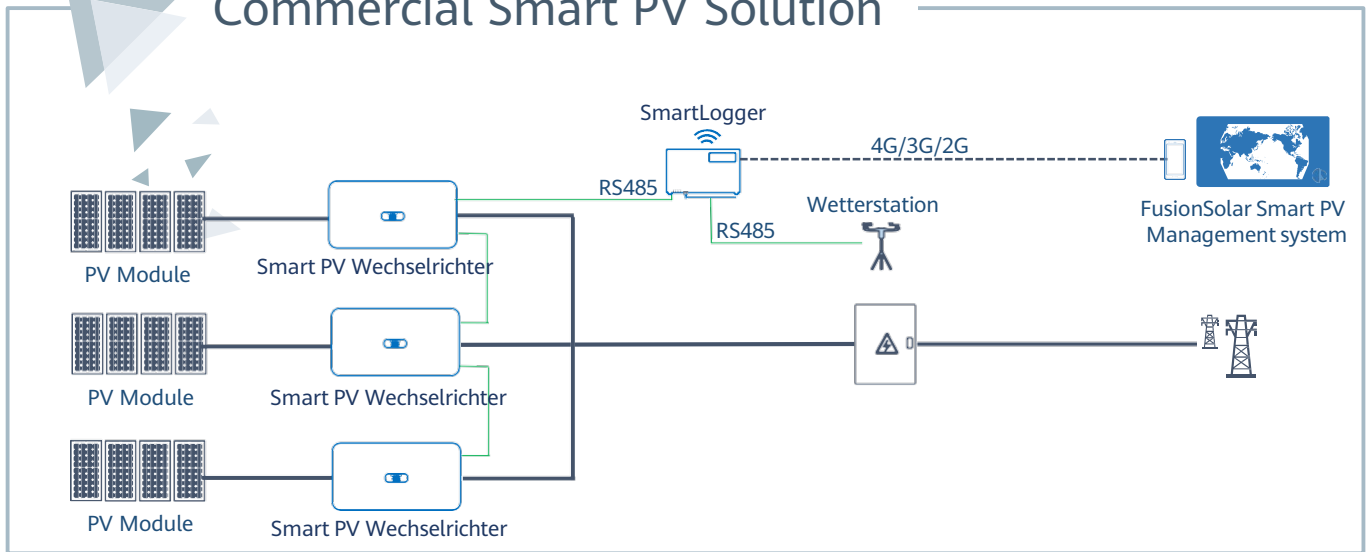 Commercial Smart PV Solution
SmartLogger
4G/3G/2G
RS485
Wetterstation
RS485
FusionSolar Smart PV
Management system
PV Module
Smart PV Wechselrichter
PV Module
Smart PV Wechselrichter
PV Module
Smart PV Wechselrichter